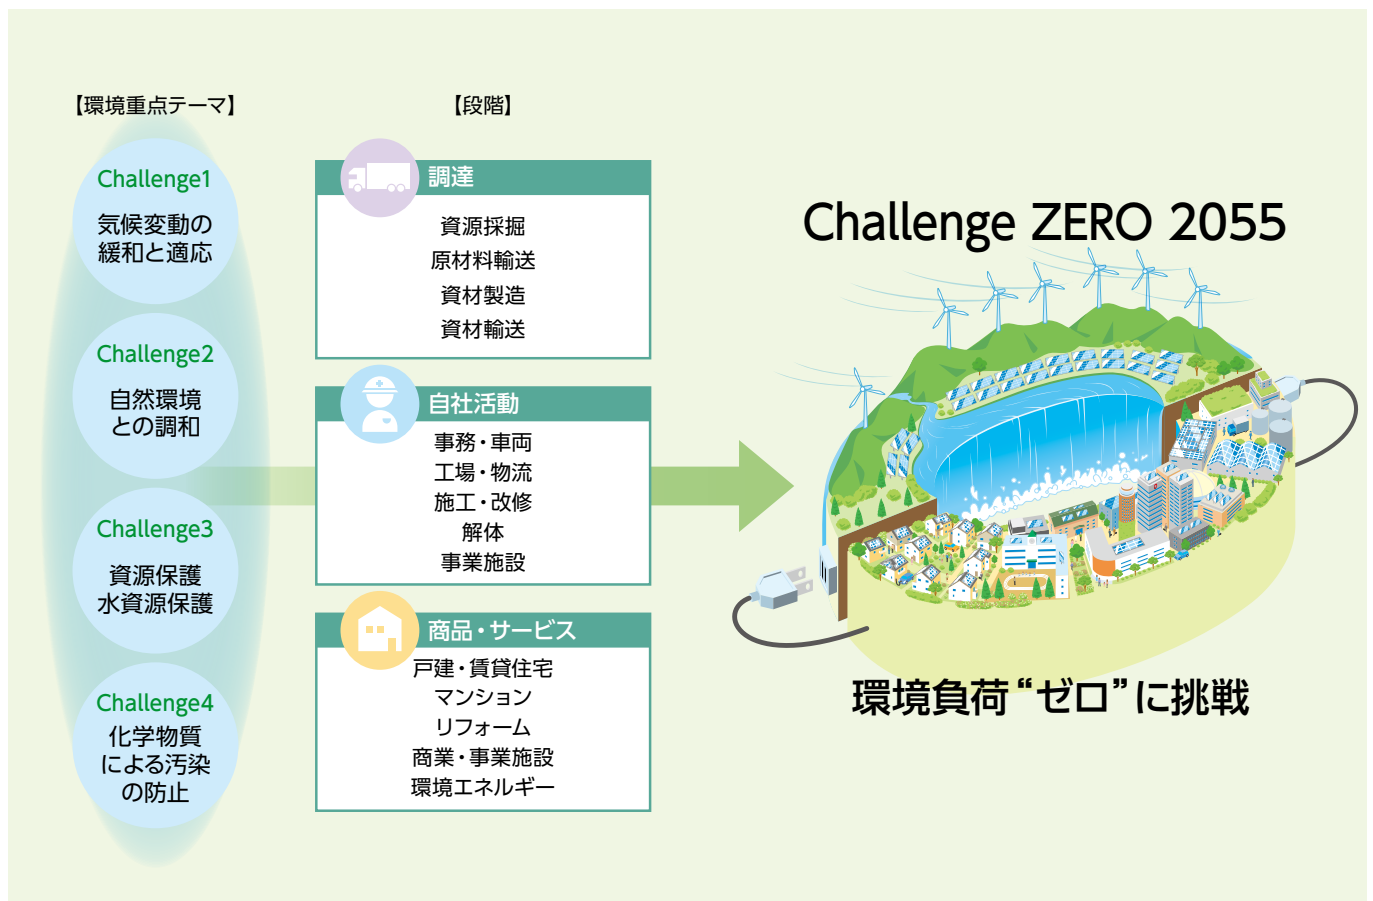 【環境重点テーマ】
Challenge1
気候変動の
緩和と適応
Challenge2
自然環境
との調和
Challenge3
資源保護
水資源保護
Challenge4
化学物質
による汚染
の防止
【段階】
調達
資源採掘
原材料輸送
資材製造
資材輸送
自社活動
事務・車両
工場・物流
施工・改修
解体
事業施設
商品・サービス
戸建・賃貸住宅
マンション
リフォーム
商業・事業施設
環境エネルギー
Challenge ZERO 2055
環境負荷“ゼロ”に挑戦